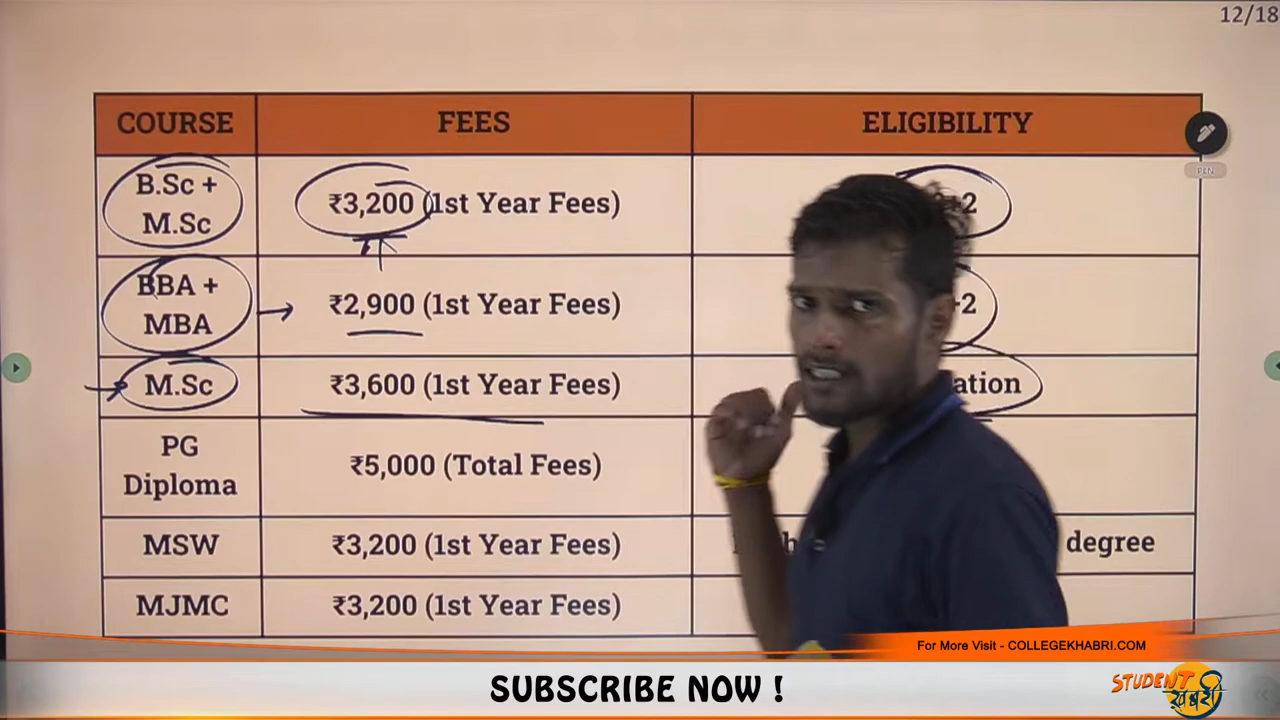 12/18
COURSE FEES ELIGIBILITY
PEN
B.Sc +
M.Sc
₹3,200 (1st Year Fees)
BBA +
MBA
₹2,900 (1st Year Fees)
M.Sc ₹3,600 (1st Year Fees)
PG
Diploma
₹5,000 (Total Fees)
MSW ₹3,200 (1st Year Fees) degree
MJMC ₹3,200 (1st Year Fees)
For More Visit - COLLEGEKHABRI.COM
SUBSCRIBE NOW !
STUDENT
खबरी